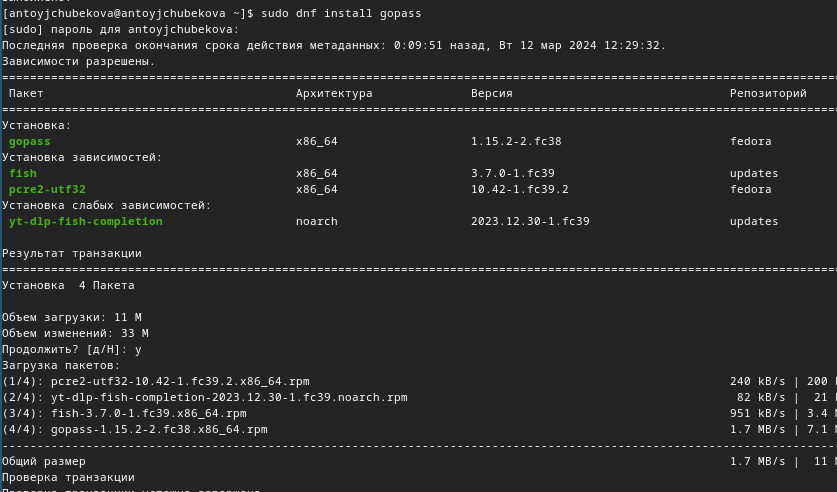 [antoyjchubekova@antoyjchubekova ~]$ sudo dnf install gopass
[sudo] пароль для antoyjchubekova:
Последняя проверка окончания срока действия метаданных: 0:09:51 назад, Вт 12 мар 2024 12:29:32.
Зависимости разрешены.
================================================================================
Пакет Архитектура Версия Репозиторий
================================================================================
Установка:
gopass x86_64 1.15.2-2.fc38 fedora
Установка зависимостей:
fish x86_64 3.7.0-1.fc39 updates
pcre2-utf32 x86_64 10.42-1.fc39.2 fedora
Установка слабых зависимостей:
yt-dlp-fish-completion noarch 2023.12.30-1.fc39 updates
Результат транзакции
================================================================================
Установка 4 Пакета
Объем загрузки: 11 M
Объем изменений: 33 M
Продолжить? [д/Н]: y
Загрузка пакетов:
(1/4): pcre2-utf32-10.42-1.fc39.2.x86_64.rpm 240 kB/s | 200
(2/4): yt-dlp-fish-completion-2023.12.30-1.fc39.noarch.rpm 82 kB/s | 21
(3/4): fish-3.7.0-1.fc39.x86_64.rpm 951 kB/s | 3.4
(4/4): gopass-1.15.2-2.fc38.x86_64.rpm 1.7 MB/s | 7.1
--------------------------------------------------------------------------------
Общий размер 1.7 MB/s | 11
Проверка транзакции